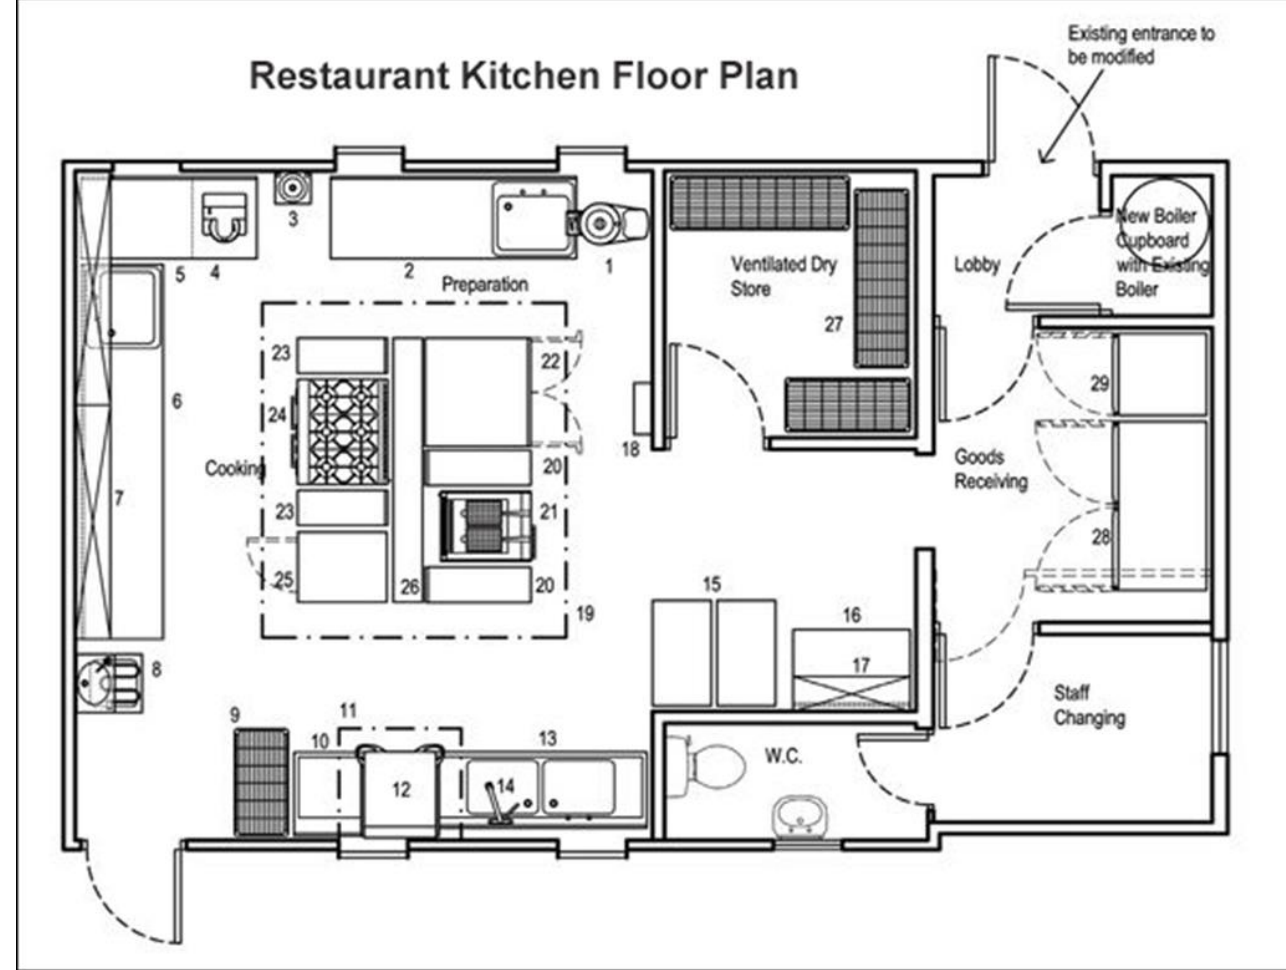 Existing entrance to
be modified
Restaurant Kitchen Floor Plan
New Boiler
Cupboard
with Existing
Boiler
Lobby
Ventilated Dry
Store
3
5
4
2
1
Preparation
27
23
22
29
6
24
18
Cooking
20
Goods
Receiving
7
23
21
28
25
26
20
15
19
16
8
17
Staff
Changing
9
11
10
13
W.C.
12
14